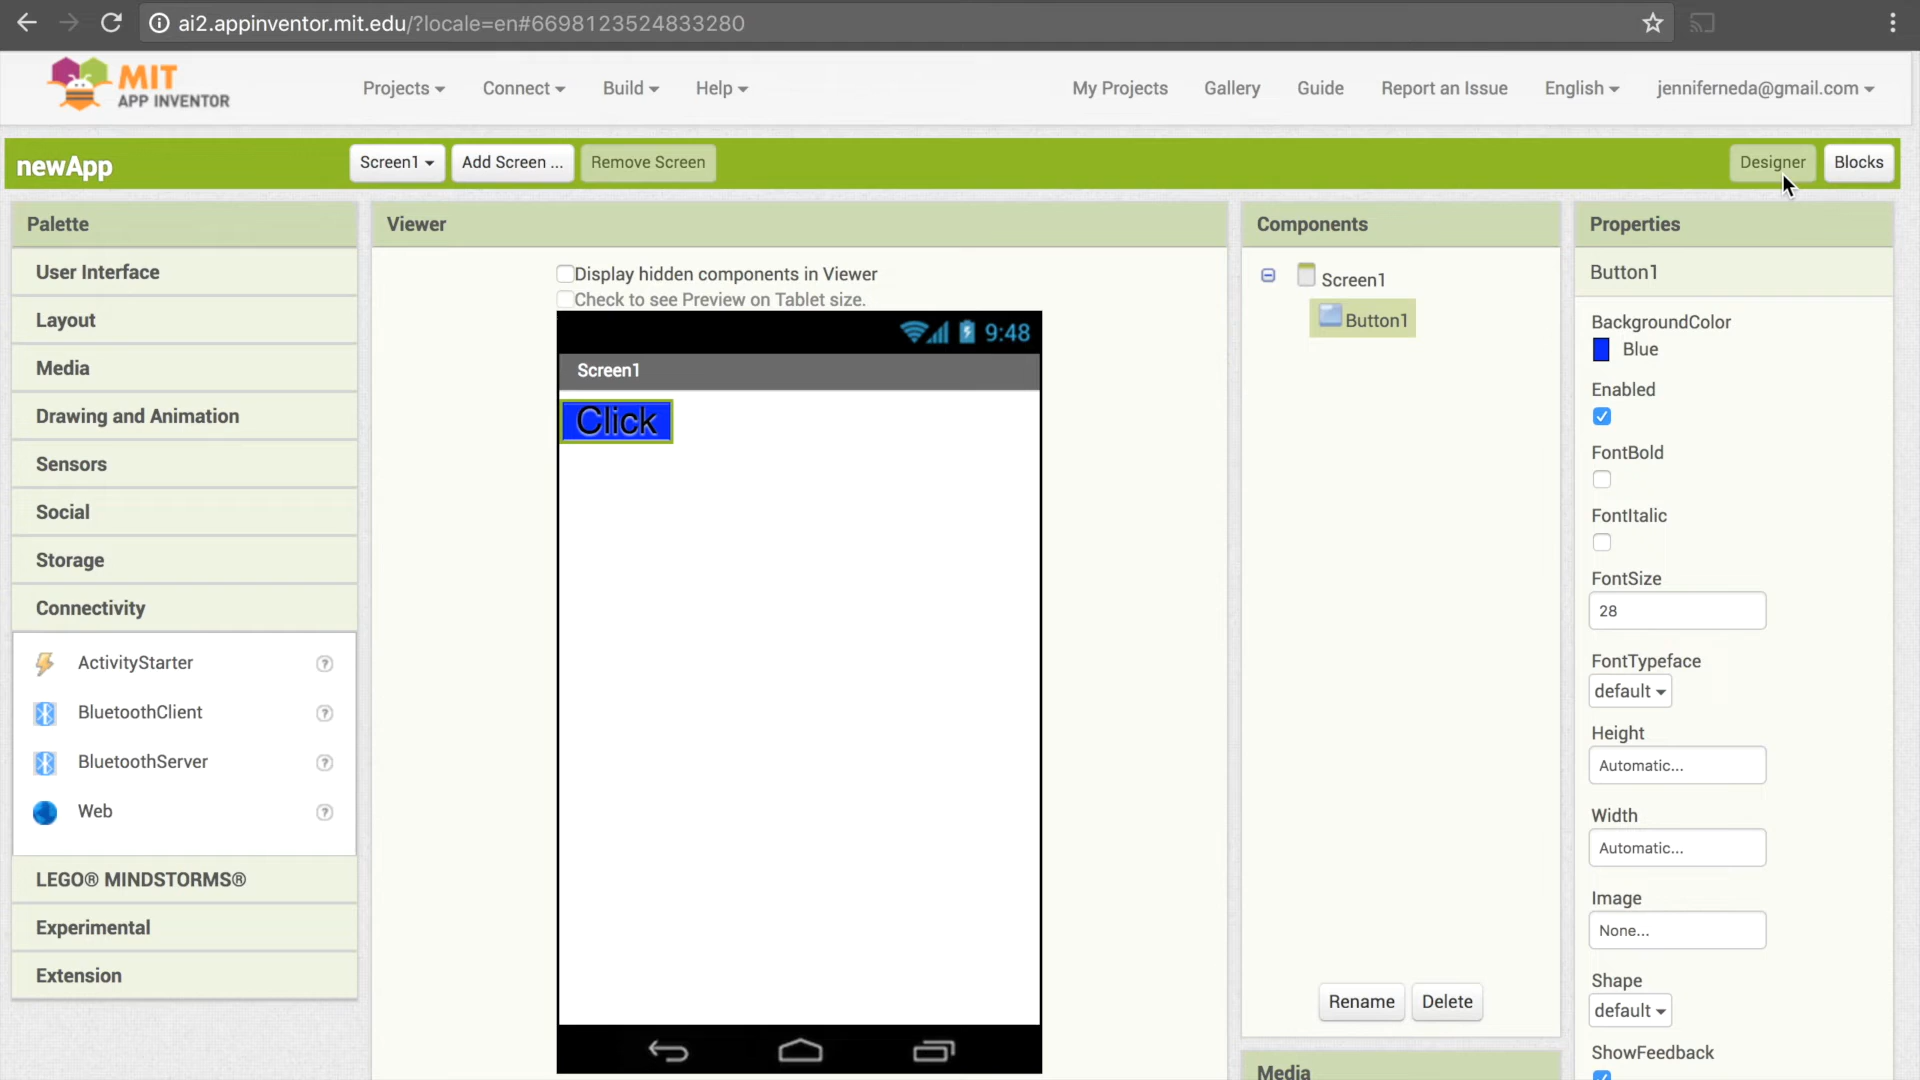 ai2.appinventor.mit.edu/?locale=en#6698123524833280
MIT
APP INVENTOR
Projects
Connect
Build
Help
My Projects
Gallery
Guide
Report an Issue
English
jenniferneda@gmail.com
newApp
Screen1
Add Screen ...
Remove Screen
Designer
Blocks
Palette
User Interface
Layout
Media
Drawing and Animation
Sensors
Social
Storage
Connectivity
ActivityStarter ?
BluetoothClient ?
BluetoothServer ?
Web ?
LEGO® MINDSTORMS®
Experimental
Extension
Viewer
Display hidden components in Viewer
Check to see Preview on Tablet size.
9:48
Screen1
Click
Components
Screen1
Button1
Rename
Delete
Media
Properties
Button1
BackgroundColor
Blue
Enabled
FontBold
FontItalic
FontSize
28
FontTypeface
default
Height
Automatic...
Width
Automatic...
Image
None...
Shape
default
ShowFeedback